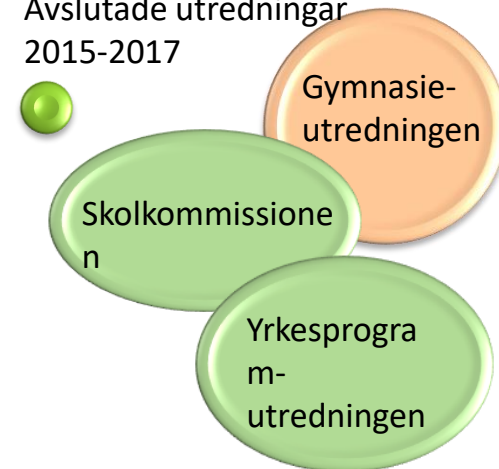 Avslutade utredningar
2015-2017
Gymnasie-
utredningen
Skolkommissione
n
Yrkesprogra
m-
utredningen